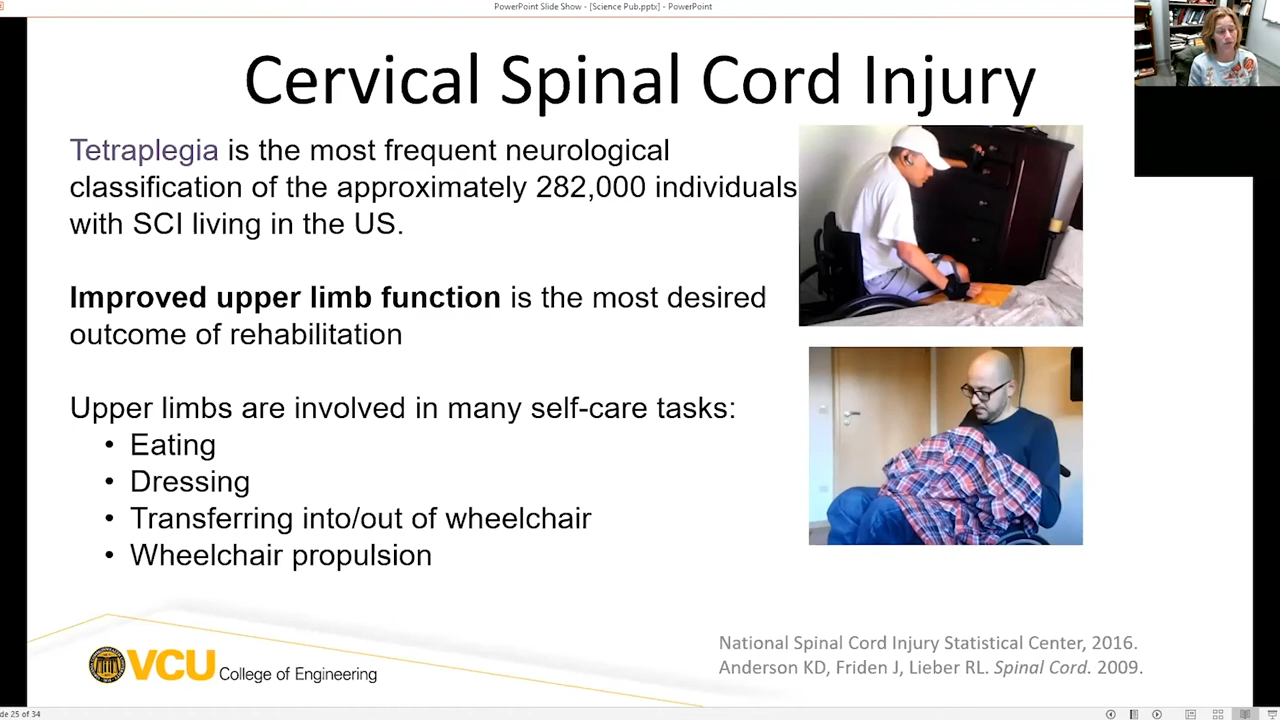 PowerPoint Slide Show - [Science Pub.pptx] - PowerPoint
Cervical Spinal Cord Injury
Tetraplegia is the most frequent neurological
classification of the approximately 282,000 individuals
with SCI living in the US.
Improved upper limb function is the most desired
outcome of rehabilitation
Upper limbs are involved in many self-care tasks:
• Eating
• Dressing
• Transferring into/out of wheelchair
• Wheelchair propulsion
VCU College of Engineering
National Spinal Cord Injury Statistical Center, 2016.
Anderson KD, Friden J, Lieber RL. Spinal Cord. 2009.
de 25 of 34